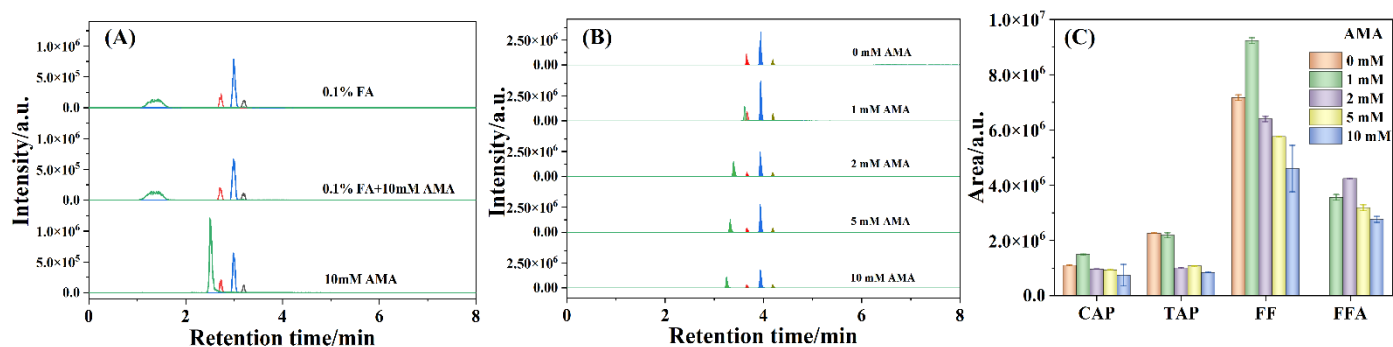 (A)
Intensity/a.u.
1.0×10⁶
5.0×10⁵
0.0
0.1% FA
1.0×10⁶
5.0×10⁵
0.0
0.1% FA+10mM AMA
1.0×10⁶
5.0×10⁵
0.0
10mM AMA
0 2 4 6 8
Retention time/min
(B)
Intensity/a.u.
2.50×10⁶
0.00
0 mM AMA
2.50×10⁶
0.00
1 mM AMA
2.50×10⁶
0.00
2 mM AMA
2.50×10⁶
0.00
5 mM AMA
2.50×10⁶
0.00
10 mM AMA
0 2 4 6 8
Retention time/min
(C)
Area/a.u.
1.0×10⁷
8.0×10⁶
6.0×10⁶
4.0×10⁶
2.0×10⁶
0.0
AMA
0 mM
1 mM
2 mM
5 mM
10 mM
CAP TAP FF FFA